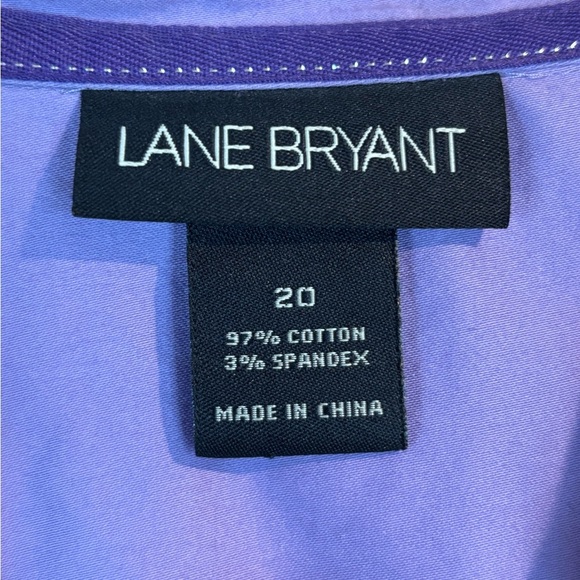 LANE BRYANT
20
97% COTTON
3% SPANDEX
MADE IN CHINA